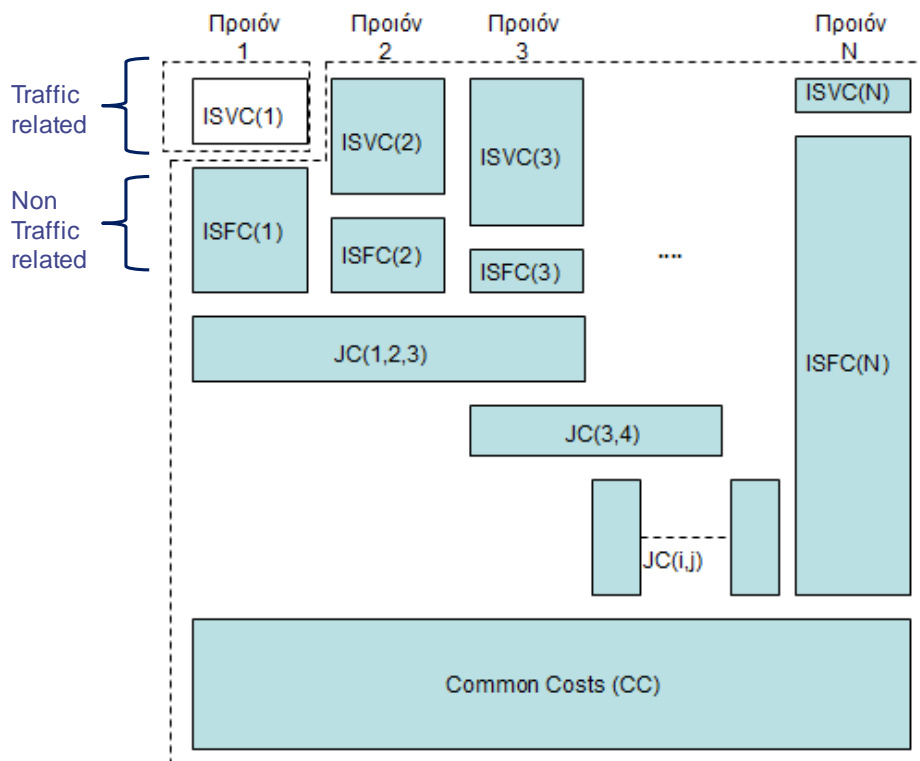 Προιόν
1
Προιόν
2
Προιόν
3
Προιόν
N
Traffic
related
ISVC(1)
ISVC(2)
ISVC(3)
ISVC(N)
Non
Traffic
related
ISFC(1)
ISFC(2)
ISFC(3)
....
ISFC(N)
JC(1,2,3)
JC(3,4)
JC(i,j)
Common Costs (CC)